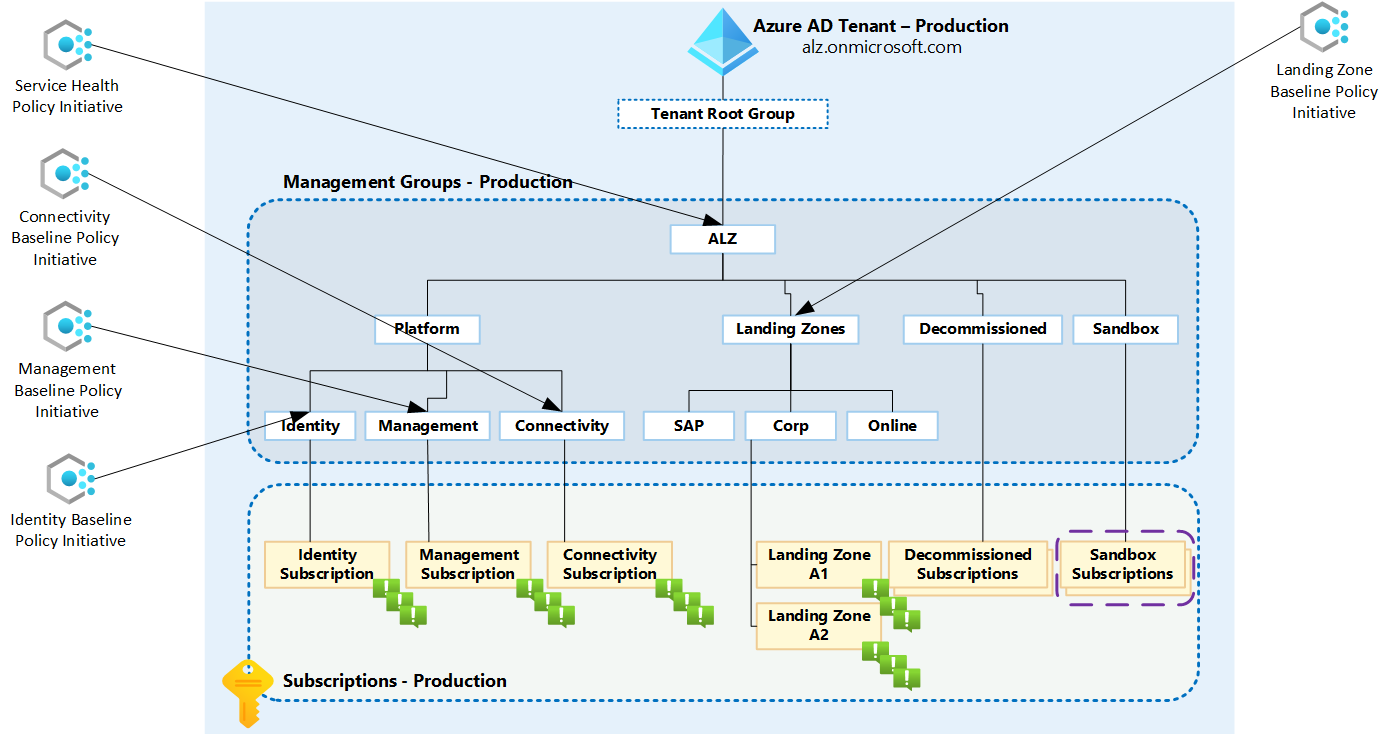 Azure AD Tenant – Production
alz.onmicrosoft.com
Tenant Root Group
Service Health
Policy Initiative
Connectivity
Baseline Policy
Initiative
Management
Baseline Policy
Initiative
Identity Baseline
Policy Initiative
Landing Zone
Baseline Policy
Initiative
Management Groups - Production
ALZ
Platform
Landing Zones
Decommissioned
Sandbox
Identity
Management
Connectivity
SAP
Corp
Online
Identity
Subscription
Management
Subscription
Connectivity
Subscription
Landing Zone
A1
Decommissioned
Subscriptions
Sandbox
Subscriptions
Landing Zone
A2
Subscriptions - Production